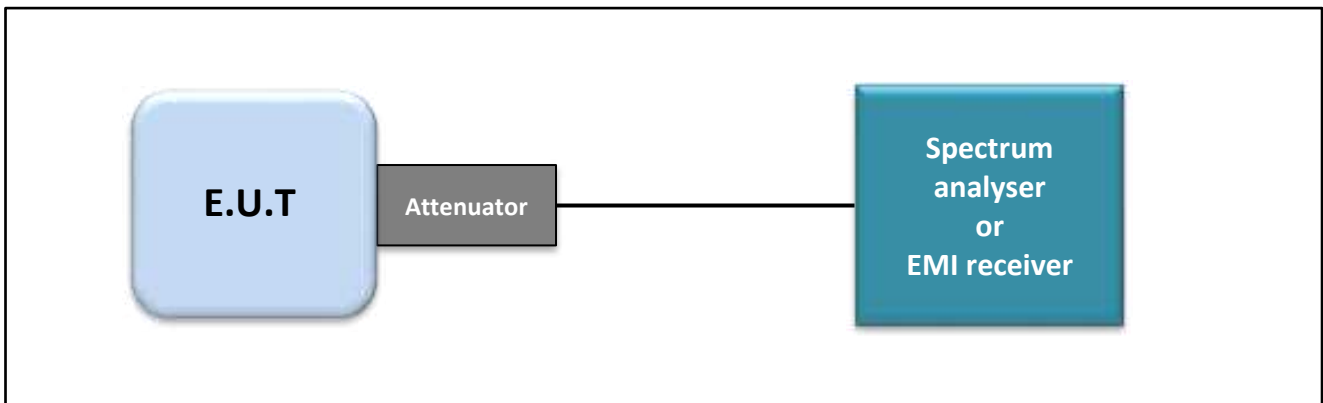 E.U.T
Attenuator
Spectrum
analyser
or
EMI receiver